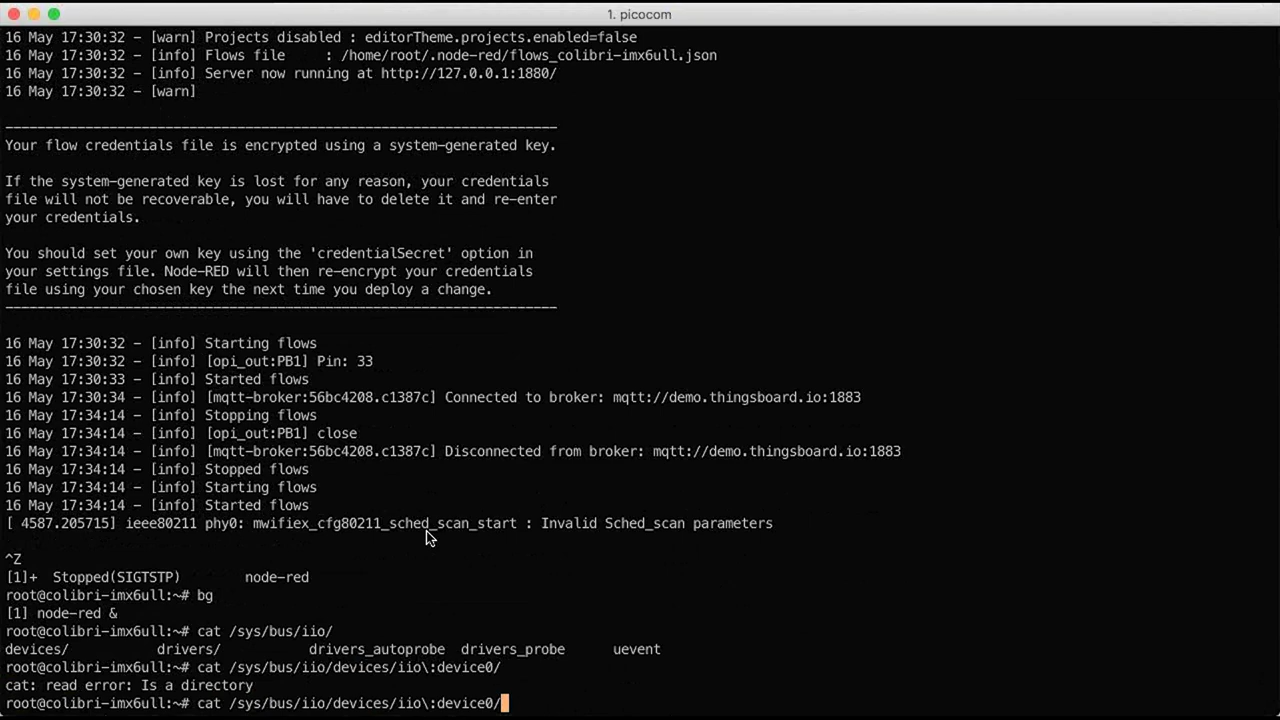 1. picocom
16 May 17:30:32 - [warn] Projects disabled : editorTheme.projects.enabled=false
16 May 17:30:32 - [info] Flows file     : /home/root/.node-red/flows_colibri-imx6ull.json
16 May 17:30:32 - [info] Server now running at http://127.0.0.1:1880/
16 May 17:30:32 - [warn]
---------------------------------------------------------------------
Your flow credentials file is encrypted using a system-generated key.
If the system-generated key is lost for any reason, your credentials
file will not be recoverable, you will have to delete it and re-enter
your credentials.
You should set your own key using the 'credentialSecret' option in
your settings file. Node-RED will then re-encrypt your credentials
file using your chosen key the next time you deploy a change.
---------------------------------------------------------------------
16 May 17:30:32 - [info] Starting flows
16 May 17:30:32 - [info] [opi_out:PB1] Pin: 33
16 May 17:30:33 - [info] Started flows
16 May 17:30:34 - [info] [mqtt-broker:56bc4208.c1387c] Connected to broker: mqtt://demo.thingsboard.io:1883
16 May 17:34:14 - [info] Stopping flows
16 May 17:34:14 - [info] [opi_out:PB1] close
16 May 17:34:14 - [info] [mqtt-broker:56bc4208.c1387c] Disconnected from broker: mqtt://demo.thingsboard.io:1883
16 May 17:34:14 - [info] Stopped flows
16 May 17:34:14 - [info] Starting flows
16 May 17:34:14 - [info] Started flows
[ 4587.205715] ieee80211 phy0: mwifiex_cfg80211_sched_scan_start : Invalid Sched_scan parameters
^Z
[1]+  Stopped(SIGTSTP)        node-red
root@colibri-imx6ull:~# bg
[1] node-red &
root@colibri-imx6ull:~# cat /sys/bus/iio/
devices/           drivers/           drivers_autoprobe  drivers_probe      uevent
root@colibri-imx6ull:~# cat /sys/bus/iio/devices/iio\:device0/
cat: read error: Is a directory
root@colibri-imx6ull:~# cat /sys/bus/iio/devices/iio\:device0/